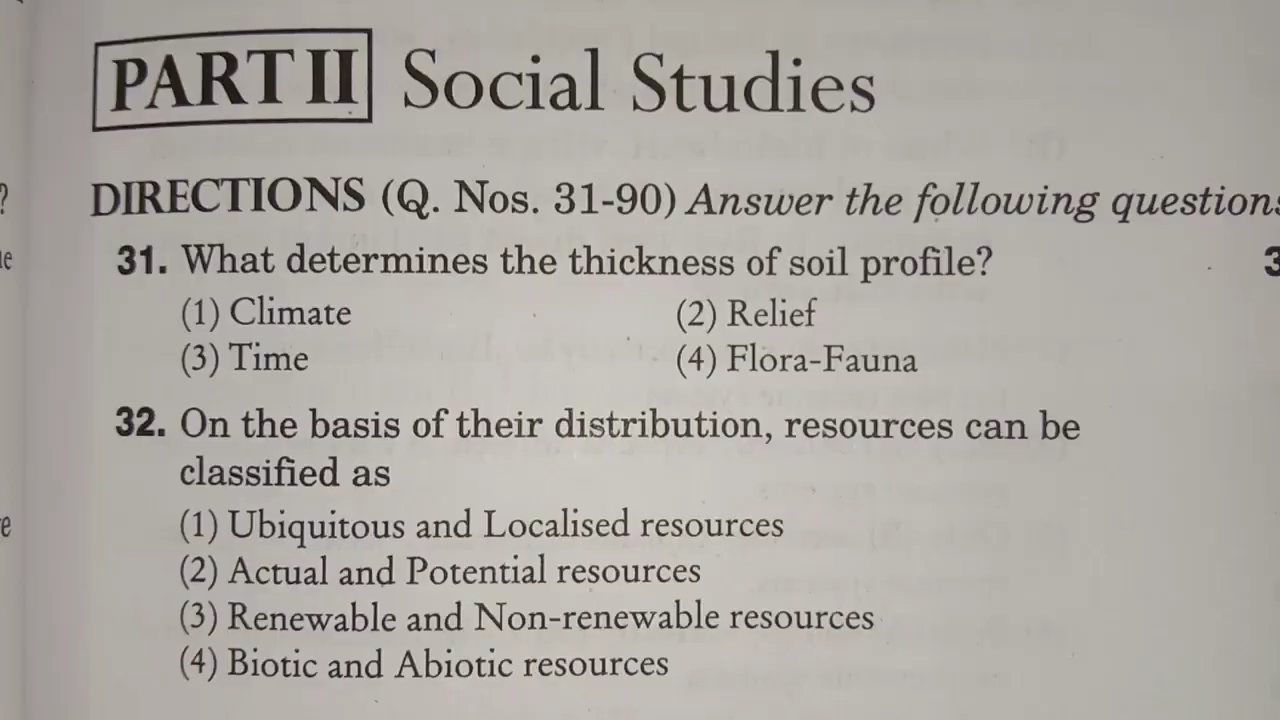 PART II Social Studies
DIRECTIONS (Q. Nos. 31-90) Answer the following questions
31. What determines the thickness of soil profile?
(1) Climate (2) Relief
(3) Time (4) Flora-Fauna
32. On the basis of their distribution, resources can be
classified as
(1) Ubiquitous and Localised resources
(2) Actual and Potential resources
(3) Renewable and Non-renewable resources
(4) Biotic and Abiotic resources